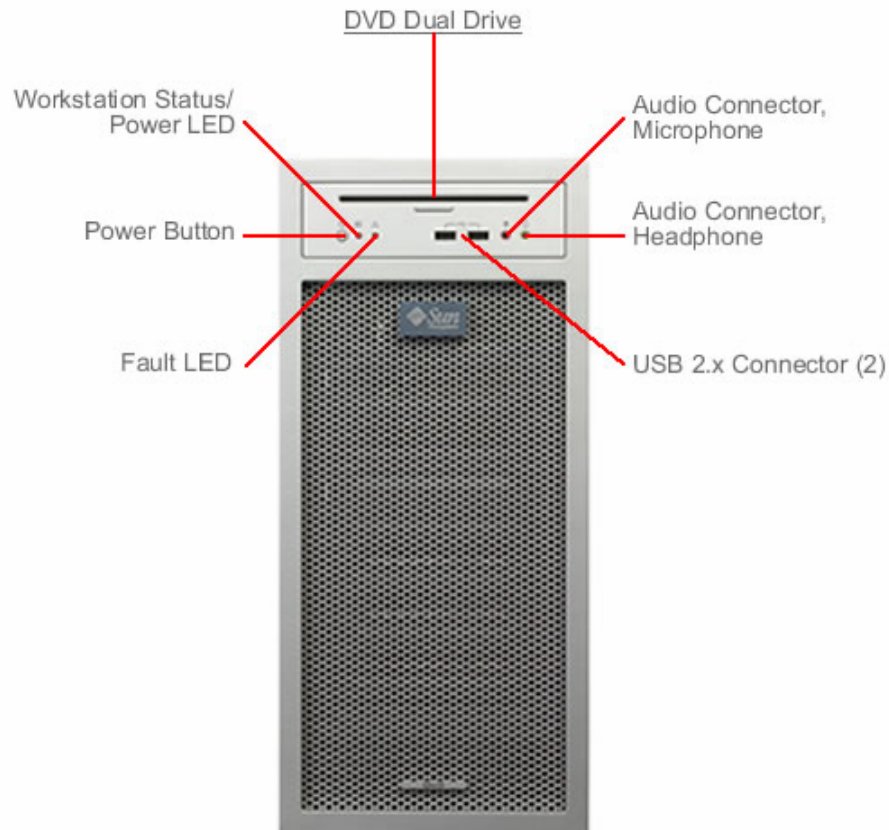 DVD Dual Drive
Workstation Status/
Power LED
Audio Connector,
Microphone
Power Button
Audio Connector,
Headphone
Sun
Fault LED
USB 2.x Connector (2)